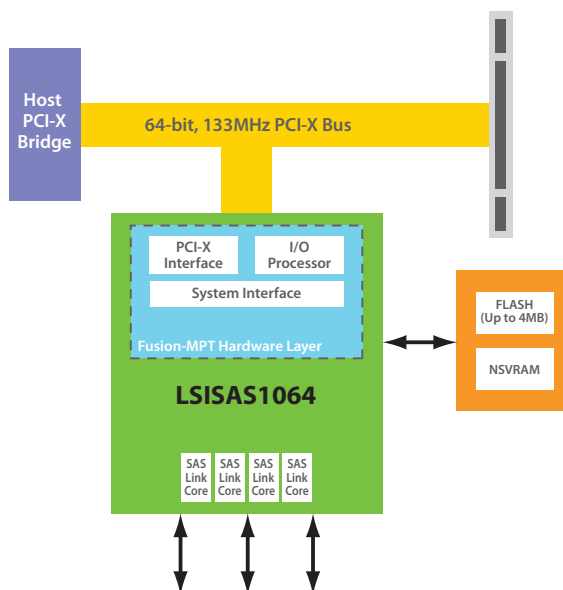 Host
PCI-X
Bridge
64-bit, 133MHz PCI-X Bus
PCI-X
Interface
I/O
Processor
System Interface
Fusion-MPT Hardware Layer
LSISAS1064
FLASH
(Up to 4MB)
NSVRAM
SAS
Link
Core
SAS
Link
Core
SAS
Link
Core
SAS
Link
Core